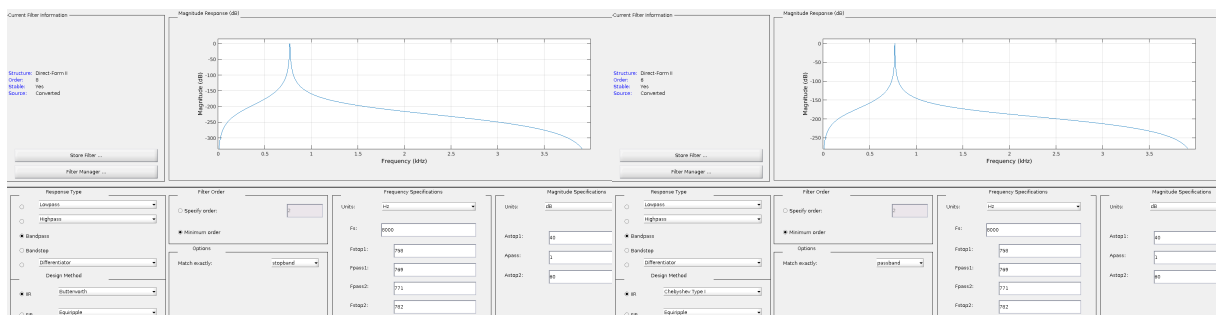 Current Filter Information
Structure: Direct-Form II
Order: 6
Stable: Yes
Source: Converted
Store Filter ...
Filter Manager ...
Magnitude Response (dB)
Magnitude (dB)
0
-50
-100
-150
-200
-250
-300
0
0.5
1
1.5
2
2.5
3
3.5
Frequency (kHz)
Current Filter Information
Structure: Direct-Form II
Order: 6
Stable: Yes
Source: Converted
Store Filter ...
Filter Manager ...
Magnitude Response (dB)
Magnitude (dB)
0
-50
-100
-150
-200
-250
0
0.5
1
1.5
2
2.5
3
3.5
Frequency (kHz)
Response Type
Lowpass
Highpass
Bandpass
Bandstop
Differentiator
Design Method
IIR
Butterworth
Equiripple
Filter Order
Specify order:
Minimum order
Options
Match exactly:
stopband
Frequency Specifications
Units:
Hz
Fs:
8000
Fstop1:
758
Fpass1:
769
Fpass2:
771
Fstop2:
782
Magnitude Specifications
Units:
dB
Astop1:
40
Apass:
1
Astop2:
60
Response Type
Lowpass
Highpass
Bandpass
Bandstop
Differentiator
Design Method
IIR
Chebyshev Type I
Equiripple
Filter Order
Specify order:
Minimum order
Options
Match exactly:
passband
Frequency Specifications
Units:
Hz
Fs:
8000
Fstop1:
758
Fpass1:
769
Fpass2:
771
Fstop2:
782
Magnitude Specifications
Units:
dB
Astop1:
40
Apass:
1
Astop2:
60